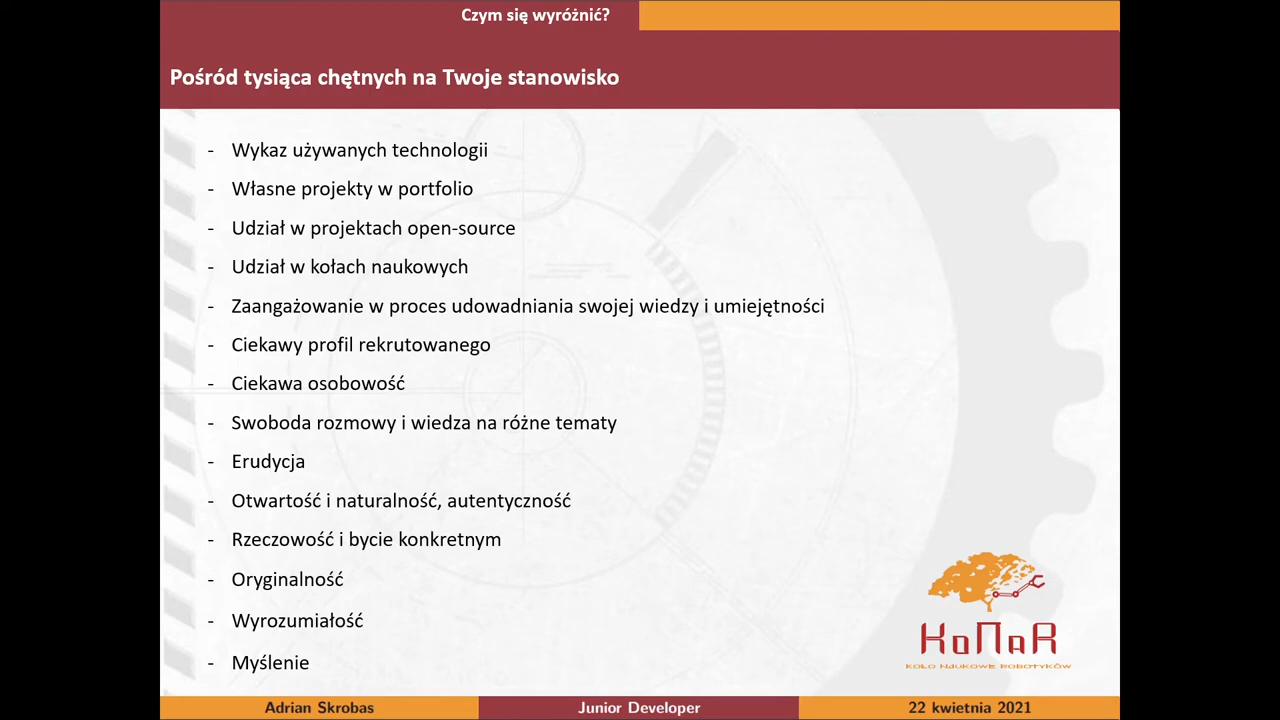 Czym się wyróżnić?
Pośród tysiąca chętnych na Twoje stanowisko
- Wykaz używanych technologii
- Własne projekty w portfolio
- Udział w projektach open-source
- Udział w kołach naukowych
- Zaangażowanie w proces udowadniania swojej wiedzy i umiejętności
- Ciekawy profil rekrutowanego
- Ciekawa osobowość
- Swoboda rozmowy i wiedza na różne tematy
- Erudycja
- Otwartość i naturalność, autentyczność
- Rzeczowość i bycie konkretnym
- Oryginalność
- Wyrozumiałość
- Myślenie
KoNaR
KOŁO NAUKOWE ROBOTYKÓW
Adrian Skrobas
Junior Developer
22 kwietnia 2021